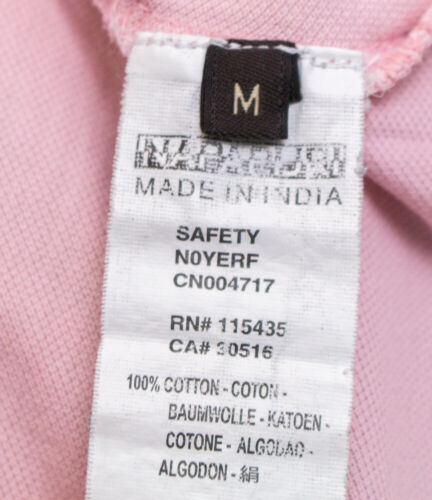 M
NAPAPIJRI
MADE IN INDIA
SAFETY
N0YERF
CN004717
RN# 115435
CA# 30516
100% COTTON - COTON -
BAUMWOLLE - KATOEN -
COTONE - ALGODAO -
ALGODON - 絹